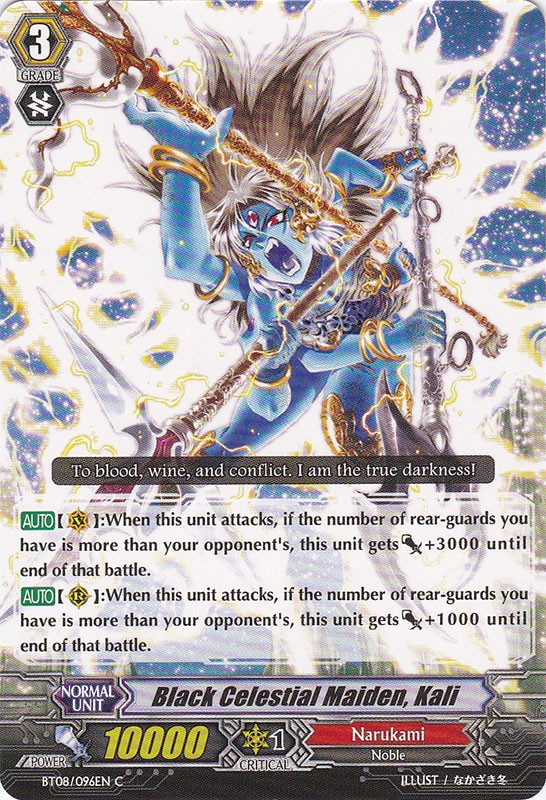 3
GRADE
To blood, wine, and conflict. I am the true darkness!
AUTO【V】:When this unit attacks, if the number of rear-guards you
have is more than your opponent's, this unit gets +3000 until
end of that battle.
AUTO【R】:When this unit attacks, if the number of rear-guards you
have is more than your opponent's, this unit gets +1000 until
end of that battle.
NORMAL
UNIT
Black Celestial Maiden, Kali
POWER
10000
1
CRITICAL
Narukami
Noble
BT08/096EN C
ILLUST / なかざき冬